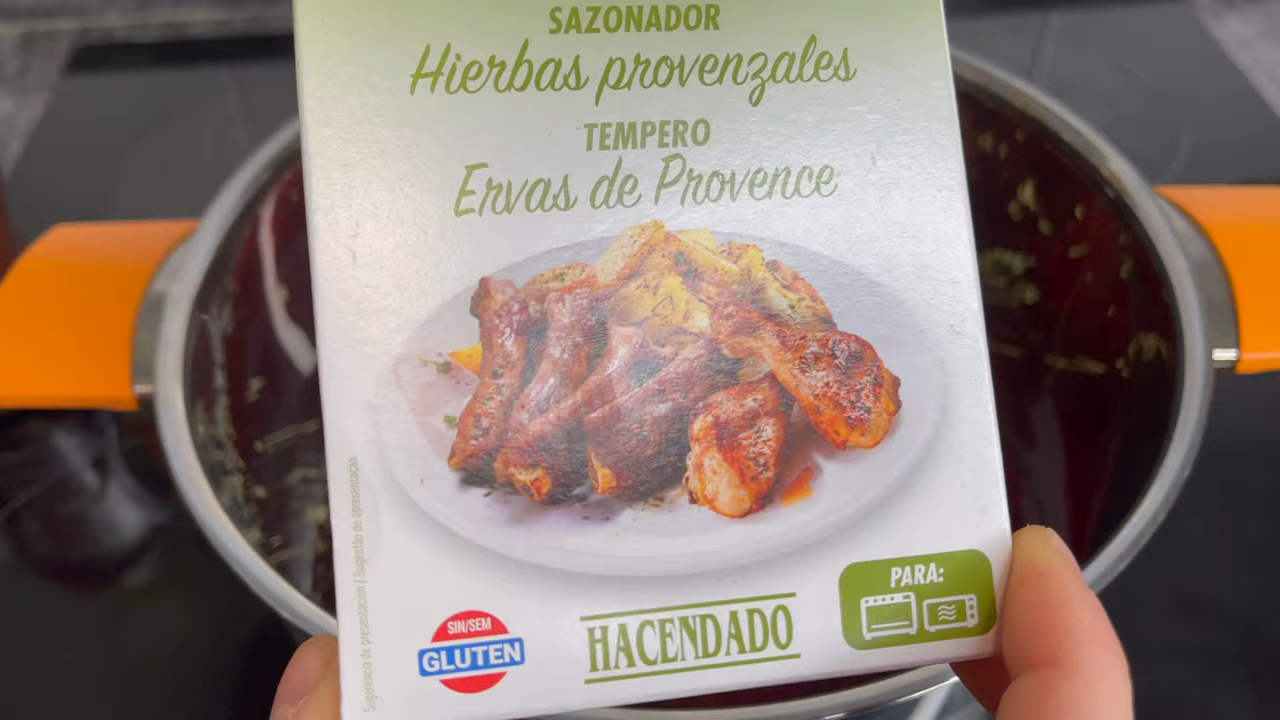 SAZONADOR
Hierbas provenzales
TEMPERO
Ervas de Provence
Sugerencia de presentación / Sugestão de apresentação
SIN/SEM
GLUTEN
HACENDADO
PARA: